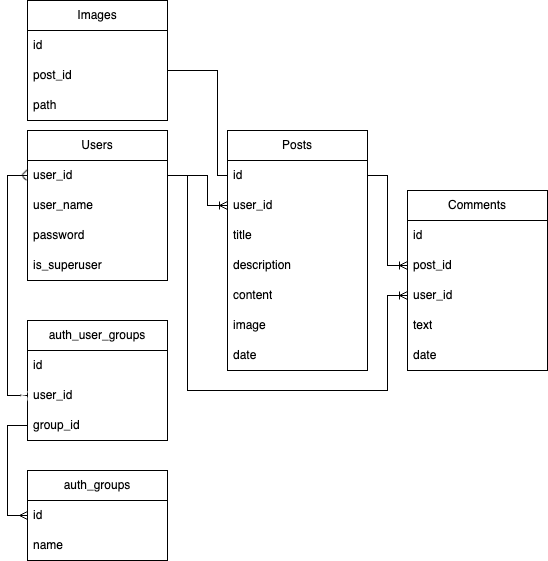 Images
id
post_id
path
Users
user_id
user_name
password
is_superuser
Posts
id
user_id
title
description
content
image
date
Comments
id
post_id
user_id
text
date
auth_user_groups
id
user_id
group_id
auth_groups
id
name